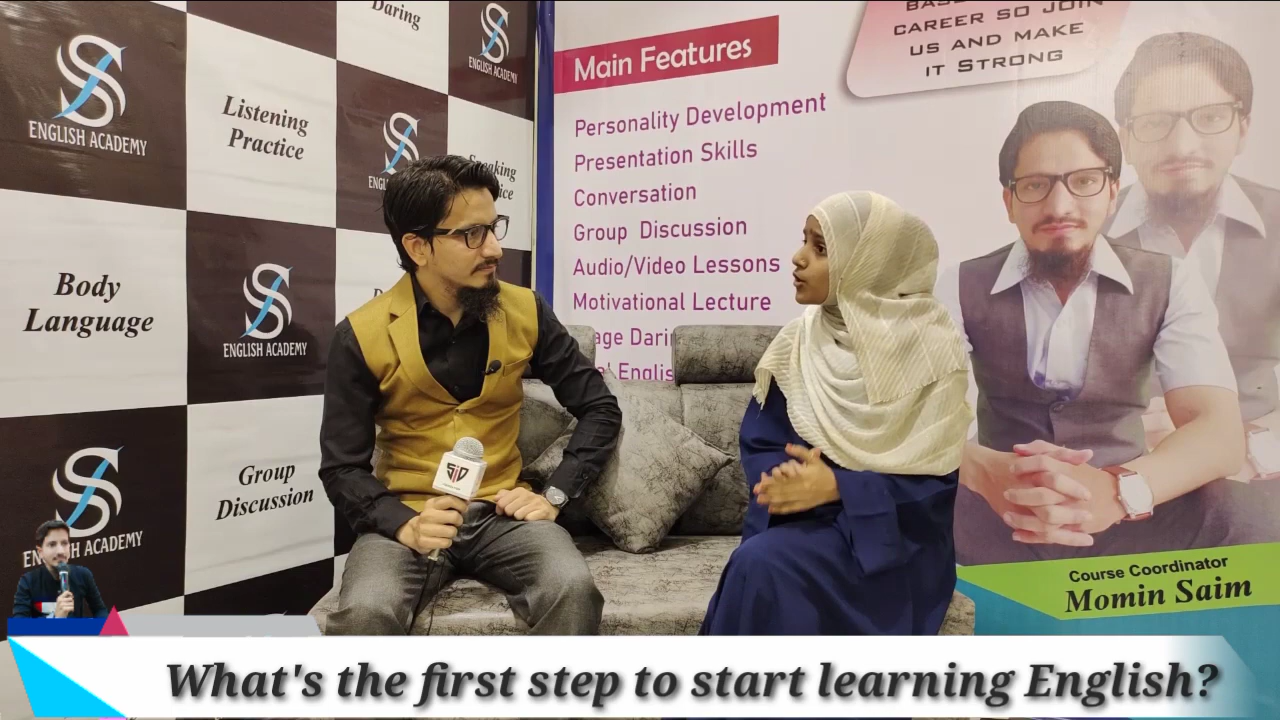 Daring
ENGLISH ACADEMY
ENGLISH ACADEMY
Listening
Practice
Speaking
Body
Language
ENGLISH ACADEMY
Group
Discussion
ENGLISH ACADEMY
CAREER SO JOIN
US AND MAKE
IT STRONG
Main Features
Personality Development
Presentation Skills
Conversation
Group Discussion
Audio/Video Lessons
Motivational Lecture
SiD
Course Coordinator
Momin Saim
What's the first step to start learning English?